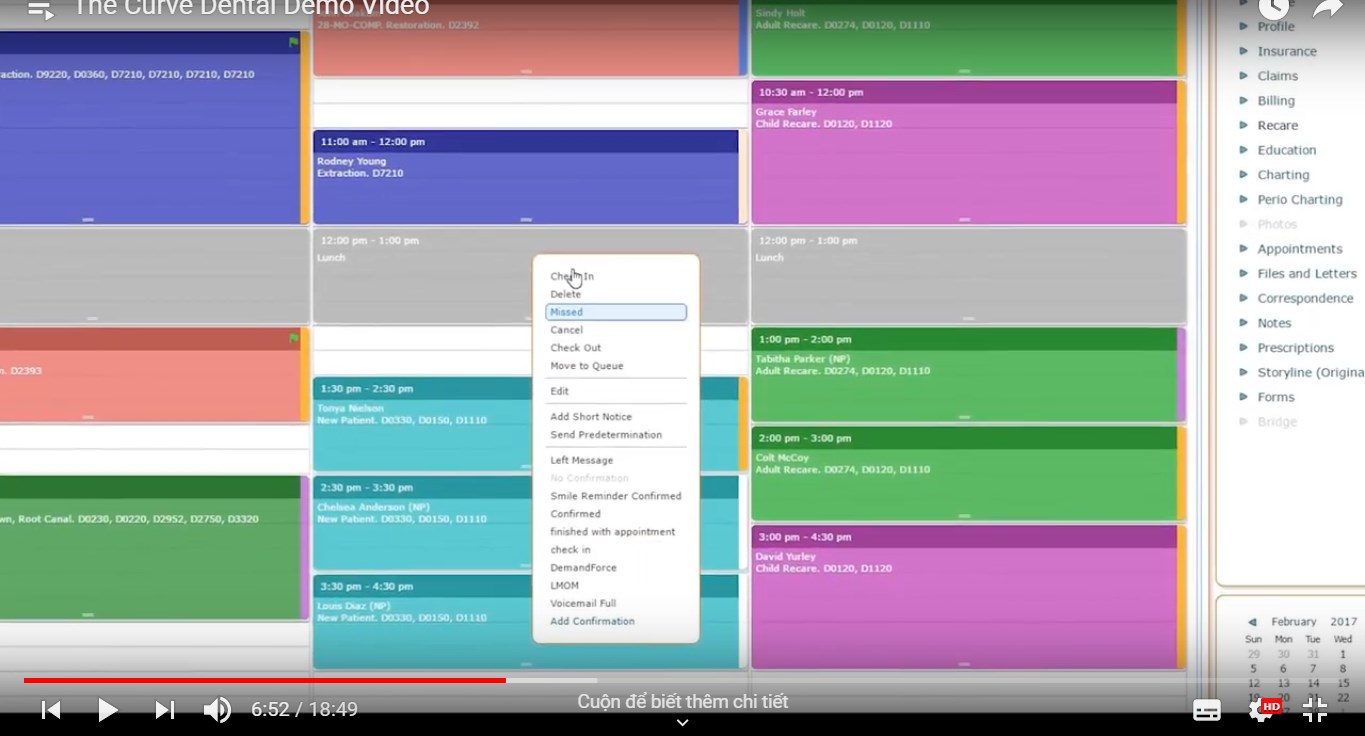 The Curve Dental Demo Video
28-MO-COMP. Restoration. D2392
Sindy Holt
Adult Recare. D0274, D0120, D1110
action. D9220, D0360, D7210, D7210, D7210, D7210
11:00 am - 12:00 pm
Rodney Young
Extraction. D7210
10:30 am - 12:00 pm
Grace Farley
Child Recare. D0120, D1120
12:00 pm - 1:00 pm
Lunch
12:00 pm - 1:00 pm
Lunch
n. D2393
1:30 pm - 2:30 pm
Tonya Nielson
New Patient. D0330, D0150, D1110
1:00 pm - 2:00 pm
Tabitha Parker (NP)
Adult Recare. D0274, D0120, D1110
2:00 pm - 3:00 pm
Colt McCoy
Adult Recare. D0274, D0120, D1110
wn, Root Canal. D0230, D0220, D2952, D2750, D3320
2:30 pm - 3:30 pm
Chelsea Anderson (NP)
New Patient. D0330, D0150, D1110
3:30 pm - 4:30 pm
Louis Diaz (NP)
New Patient. D0330, D0150, D1110
3:00 pm - 4:30 pm
David Yurley
Child Recare. D0120, D1120
Check In
Delete
Missed
Cancel
Check Out
Move to Queue
Edit
Add Short Notice
Send Predetermination
Left Message
No Confirmation
Smile Reminder Confirmed
Confirmed
finished with appointment
check in
DemandForce
LMOM
Voicemail Full
Add Confirmation
Profile
Insurance
Claims
Billing
Recare
Education
Charting
Perio Charting
Photos
Appointments
Files and Letters
Correspondence
Notes
Prescriptions
Storyline (Origina
Forms
Bridge
February 2017
Sun Mon Tue Wed
29 30 31 1
5 6 7 8
12 13 14 15
19 20 21 22
6:52 / 18:49
Cuộn để biết thêm chi tiết
HD